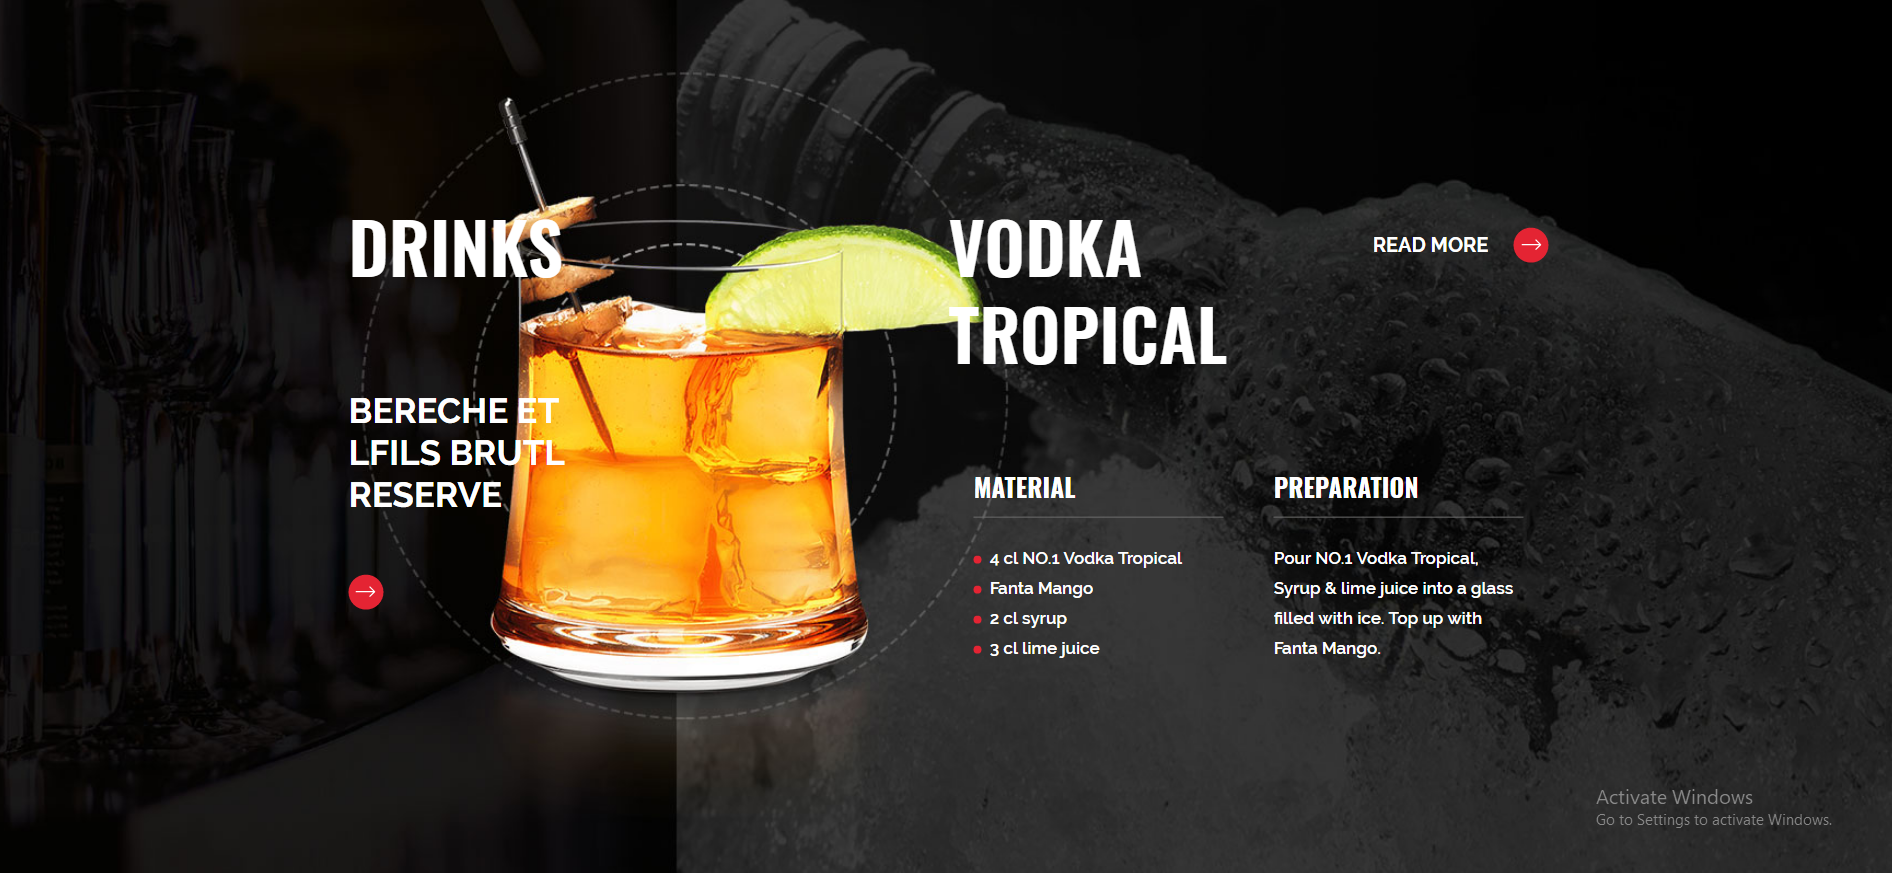 DRINKS
BERECHE ET
LFILS BRUTL
RESERVE
VODKA
TROPICAL
READ MORE
MATERIAL
4 cl NO.1 Vodka Tropical
Fanta Mango
2 cl syrup
3 cl lime juice
PREPARATION
Pour NO.1 Vodka Tropical,
Syrup & lime juice into a glass
filled with ice. Top up with
Fanta Mango.
Activate Windows
Go to Settings to activate Windows.